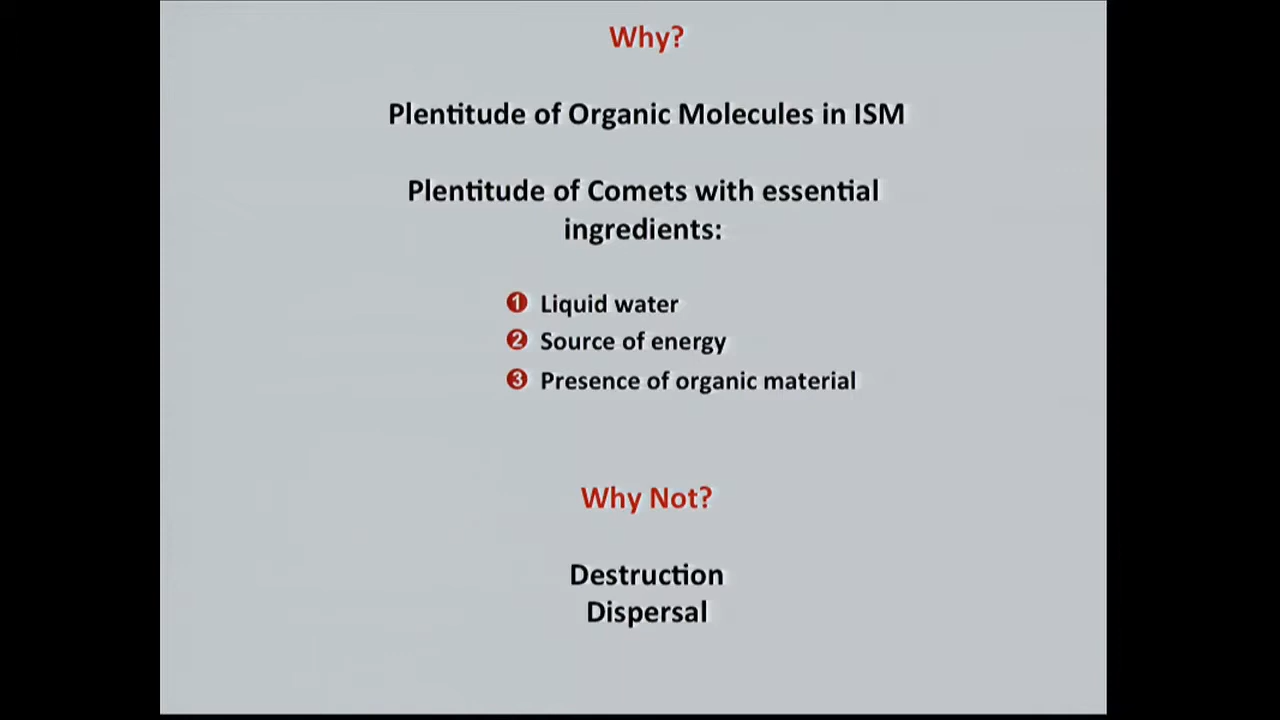 Why?
Plentitude of Organic Molecules in ISM
Plentitude of Comets with essential
ingredients:
❶ Liquid water
❷ Source of energy
❸ Presence of organic material
Why Not?
Destruction
Dispersal